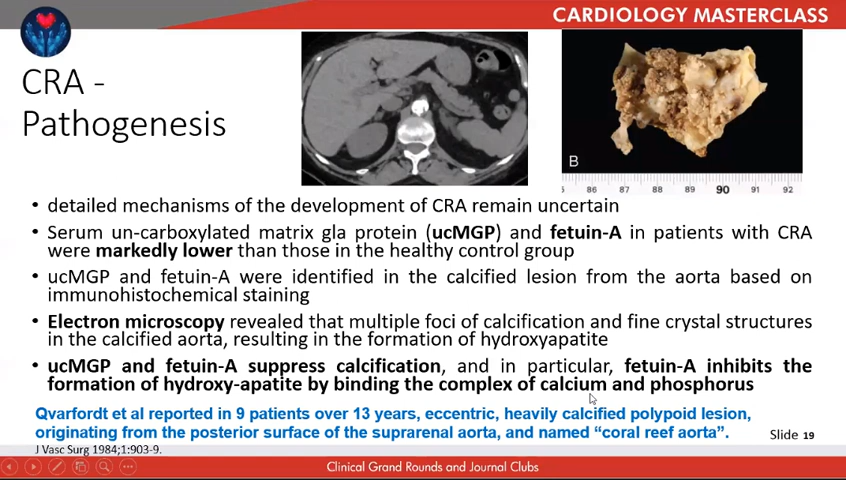 CARDIOLOGY MASTERCLASS
CRA -
Pathogenesis
B
86 87 88 89 90 91 92
• detailed mechanisms of the development of CRA remain uncertain
• Serum un-carboxylated matrix gla protein (ucMGP) and fetuin-A in patients with CRA
were markedly lower than those in the healthy control group
• ucMGP and fetuin-A were identified in the calcified lesion from the aorta based on
immunohistochemical staining
• Electron microscopy revealed that multiple foci of calcification and fine crystal structures
in the calcified aorta, resulting in the formation of hydroxyapatite
• ucMGP and fetuin-A suppress calcification, and in particular, fetuin-A inhibits the
formation of hydroxy-apatite by binding the complex of calcium and phosphorus
Qvarfordt et al reported in 9 patients over 13 years, eccentric, heavily calcified polypoid lesion,
originating from the posterior surface of the suprarenal aorta, and named “coral reef aorta”.
Slide 19
J Vasc Surg 1984;1:903-9.
Clinical Grand Rounds and Journal Clubs